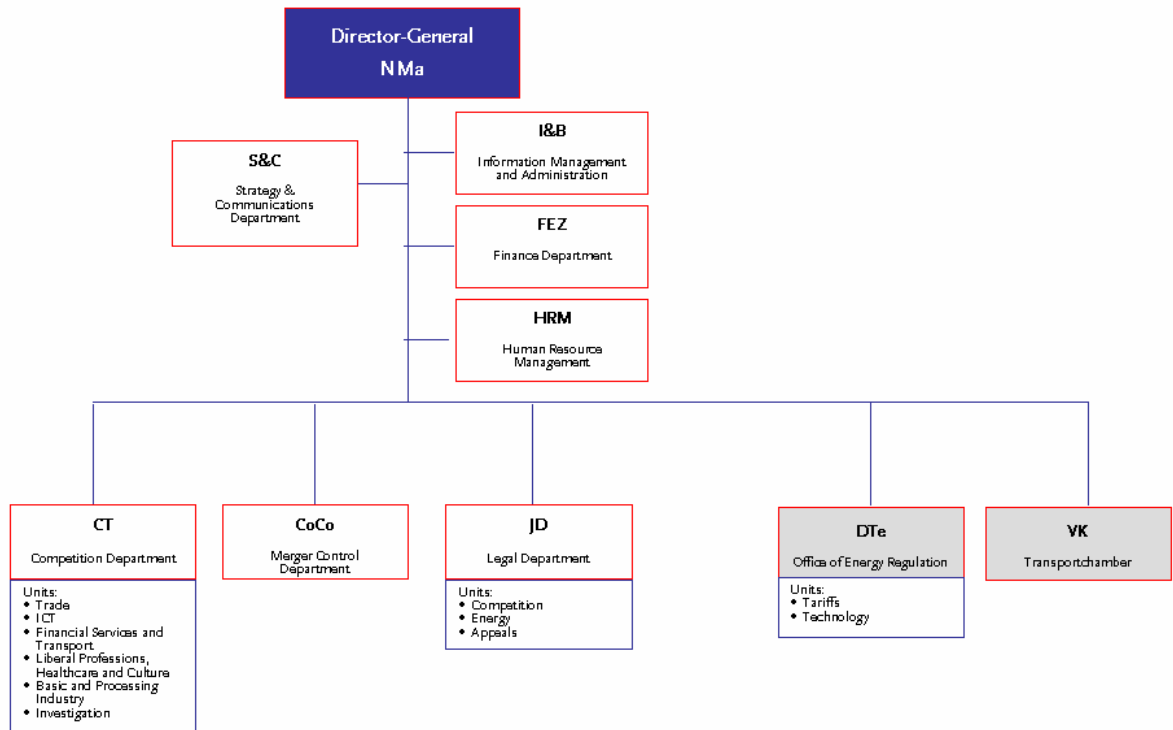 Director-General
NMa
I&B
Information Management
and Administration
S&C
Strategy &
Communications
Department
FEZ
Finance Department
HRM
Human Resource
Management
CT
Competition Department
Units:
• Trade
• ICT
• Financial Services and
Transport
• Liberal Professions,
Healthcare and Culture
• Basic and Processing
Industry
• Investigation
CoCo
Merger Control
Department
JD
Legal Department
Units:
• Competition
• Energy
• Appeals
DTe
Office of Energy Regulation
Units:
• Tariffs
• Technology
VK
Transportchamber